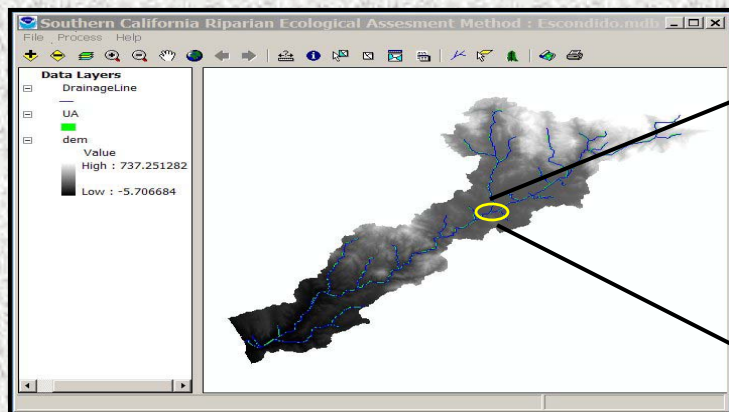 Southern California Riparian Ecological Assesment Method : Escondido.mdb
File Process Help
Data Layers
DrainageLine
UA
dem
Value
High : 737.251282
Low : -5.706684